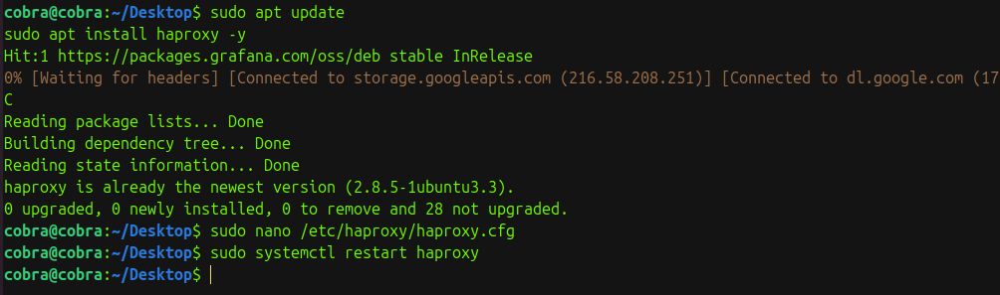 cobra@cobra:~/Desktop$ sudo apt update
sudo apt install haproxy -y
Hit:1 https://packages.grafana.com/oss/deb stable InRelease
0% [Waiting for headers] [Connected to storage.googleapis.com (216.58.208.251)] [Connected to dl.google.com (17
C
Reading package lists... Done
Building dependency tree... Done
Reading state information... Done
haproxy is already the newest version (2.8.5-1ubuntu3.3).
0 upgraded, 0 newly installed, 0 to remove and 28 not upgraded.
cobra@cobra:~/Desktop$ sudo nano /etc/haproxy/haproxy.cfg
cobra@cobra:~/Desktop$ sudo systemctl restart haproxy
cobra@cobra:~/Desktop$